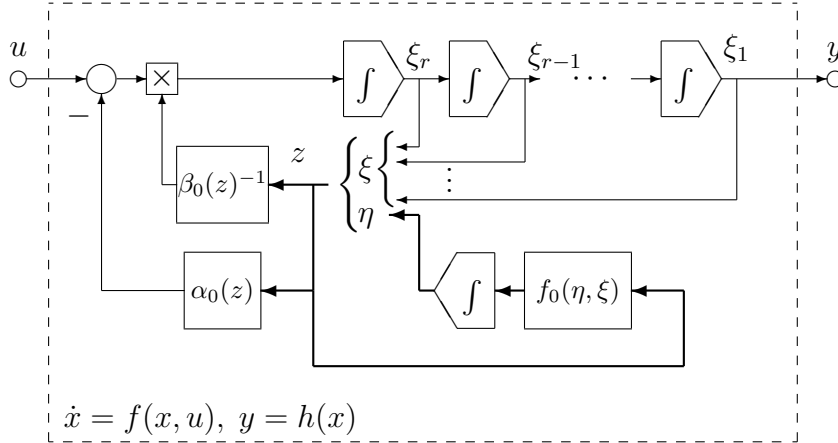 u ξ_r ξ_{r−1} ξ_1 y
× ∫ ∫ ⋯ ∫
−
z { ξ { ⋮
β_0(z)^{−1}
η
α_0(z) ∫ f_0(η, ξ)
ẋ = f(x, u), y = h(x)